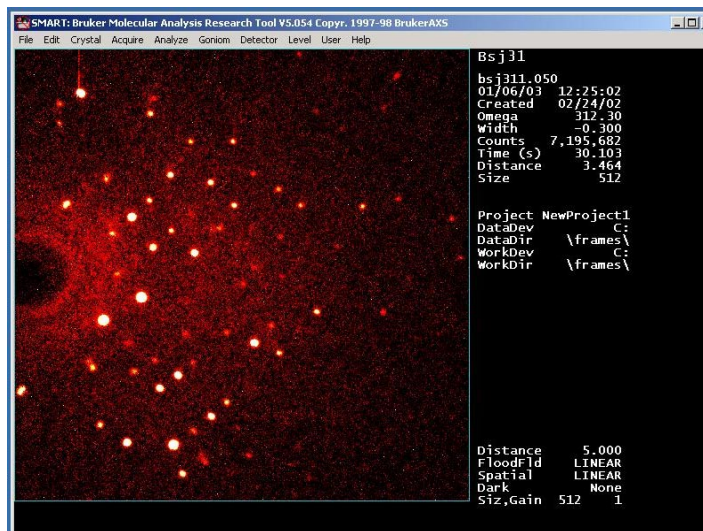 SMART: Bruker Molecular Analysis Research Tool V5.054 Copyr. 1997-98 BrukerAXS
File Edit Crystal Acquire Analyze Goniom Detector Level User Help
Bsj31
bsj311.050
01/06/03 12:25:02
Created 02/24/02
Omega 312.30
Width -0.300
Counts 7,195,682
Time (s) 30.103
Distance 3.464
Size 512
Project NewProject1
DataDev C:
DataDir \frames\
WorkDev C:
WorkDir \frames\
Distance 5.000
FloodFld LINEAR
Spatial LINEAR
Dark None
Siz,Gain 512 1